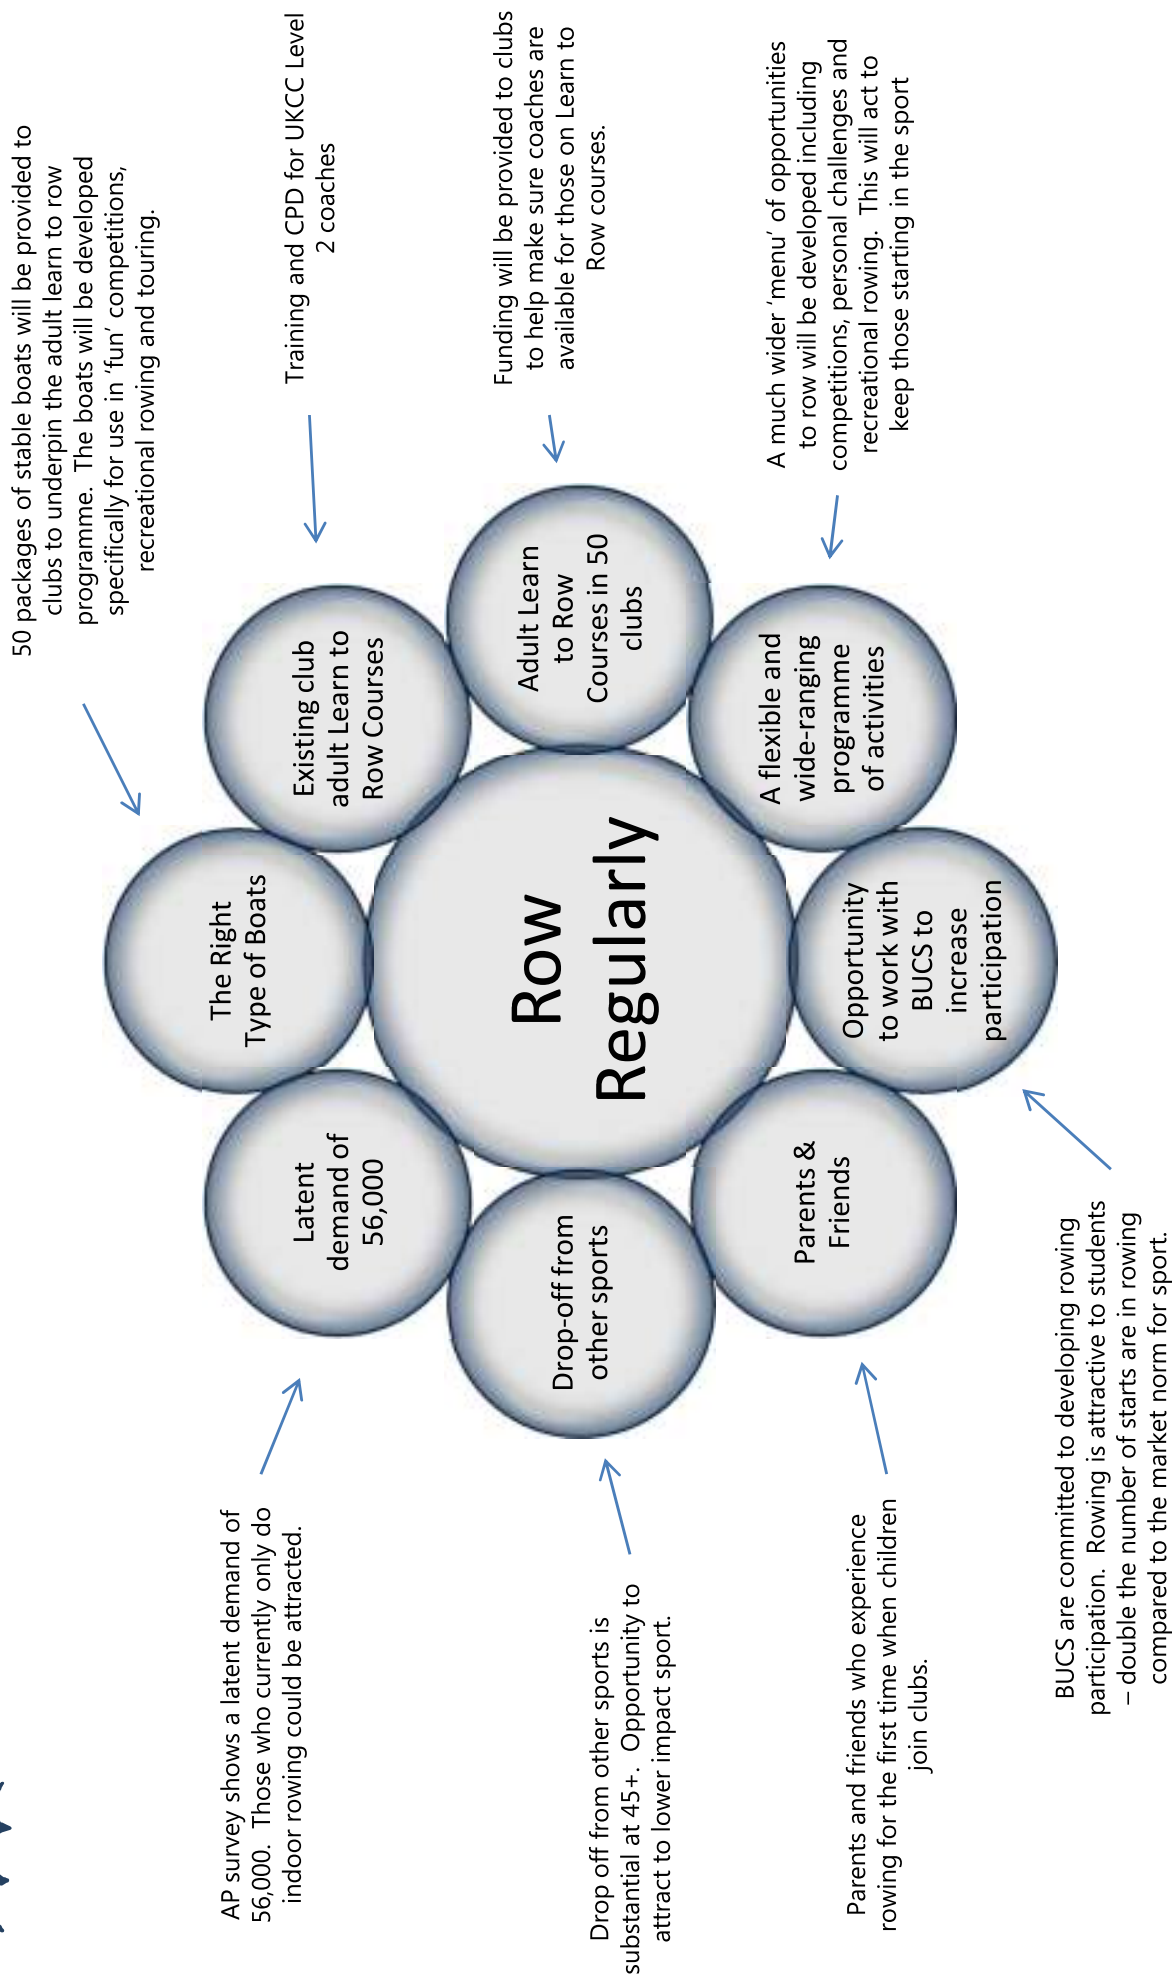 50 packages of stable boats will be provided to
clubs to underpin the adult learn to row
programme.  The boats will be developed
specifically for use in ‘fun’ competitions,
recreational rowing and touring.
AP survey shows a latent demand of
56,000.  Those who currently only do
indoor rowing could be attracted.
Latent
demand of
56,000
The Right
Type of Boats
Existing club
adult Learn to
Row Courses
Training and CPD for UKCC Level
2 coaches
Drop off from other sports is
substantial at 45+.  Opportunity to
attract to lower impact sport.
Drop-off from
other sports
Row
Regularly
Adult Learn
to Row
Courses in 50
clubs
Funding will be provided to clubs
to help make sure coaches are
available for those on Learn to
Row courses.
Parents and friends who experience
rowing for the first time when children
join clubs.
Parents &
Friends
Opportunity
to work with
BUCS to
increase
participation
A flexible and
wide-ranging
programme
of activities
A much wider ‘menu’ of opportunities
to row will be developed including
competitions, personal challenges and
recreational rowing.  This will act to
keep those starting in the sport
BUCS are committed to developing rowing
participation.  Rowing is attractive to students
– double the number of starts are in rowing
compared to the market norm for sport.